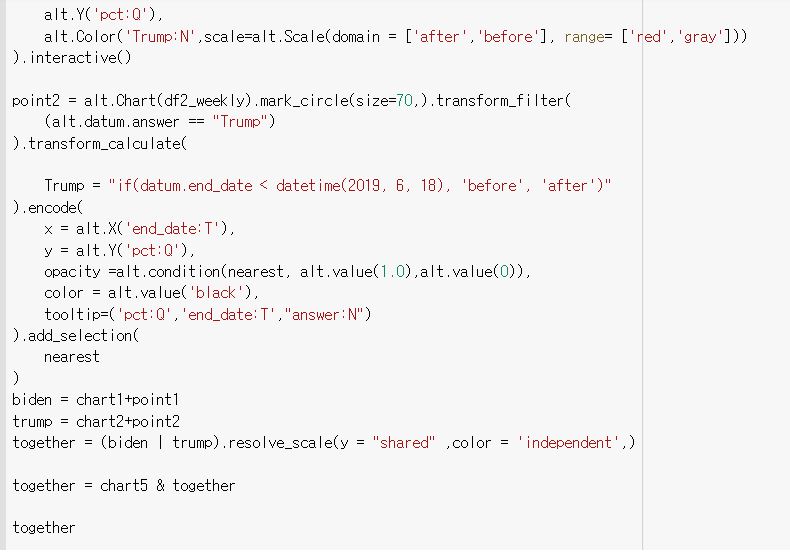 alt.Y('pct:Q'),
alt.Color('Trump:N',scale=alt.Scale(domain = ['after','before'], range= ['red','gray']))
).interactive()
point2 = alt.Chart(df2_weekly).mark_circle(size=70,).transform_filter(
(alt.datum.answer == "Trump")
).transform_calculate(
Trump = "if(datum.end_date < datetime(2019, 6, 18), 'before', 'after')"
).encode(
x = alt.X('end_date:T'),
y = alt.Y('pct:Q'),
opacity =alt.condition(nearest, alt.value(1.0),alt.value(0)),
color = alt.value('black'),
tooltip=('pct:Q','end_date:T',"answer:N")
).add_selection(
nearest
)
biden = chart1+point1
trump = chart2+point2
together = (biden | trump).resolve_scale(y = "shared" ,color = 'independent',)
together = chart5 & together
together